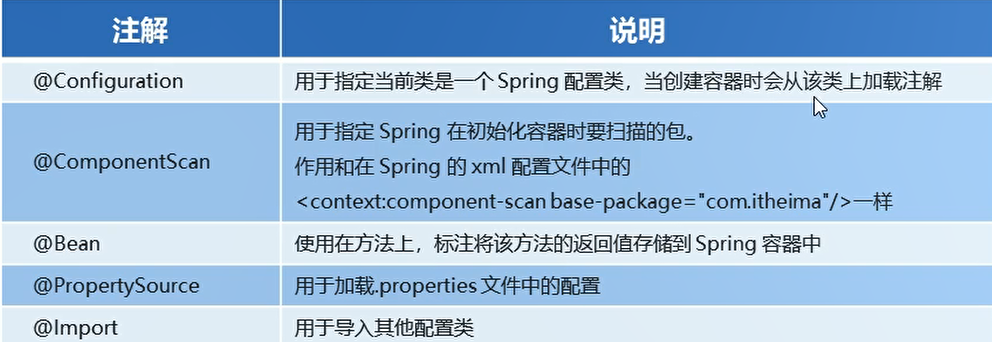 注解 说明
@Configuration 用于指定当前类是一个 Spring 配置类，当创建容器时会从该类上加载注解
用于指定 Spring 在初始化容器时要扫描的包。
@ComponentScan 作用和在 Spring 的 xml 配置文件中的
<context:component-scan base-package="com.itheima"/>一样
@Bean 使用在方法上，标注将该方法的返回值存储到 Spring 容器中
@PropertySource 用于加载.properties 文件中的配置
@Import 用于导入其他配置类